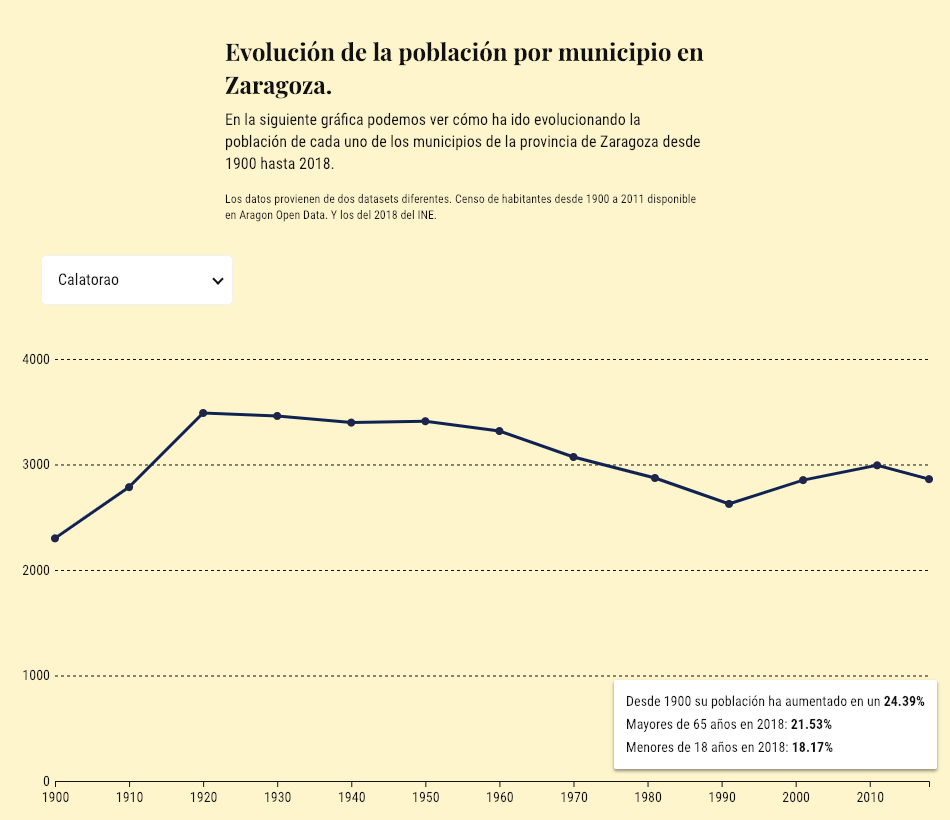 Evolución de la población por municipio en
Zaragoza.
En la siguiente gráfica podemos ver cómo ha ido evolucionando la
población de cada uno de los municipios de la provincia de Zaragoza desde
1900 hasta 2018.
Los datos provienen de dos datasets diferentes. Censo de habitantes desde 1900 a 2011 disponible
en Aragon Open Data. Y los del 2018 del INE.
Calatorao
4000
3000
2000
1000
Desde 1900 su población ha aumentado en un 24.39%
Mayores de 65 años en 2018: 21.53%
Menores de 18 años en 2018: 18.17%
0
1900 1910 1920 1930 1940 1950 1960 1970 1980 1990 2000 2010